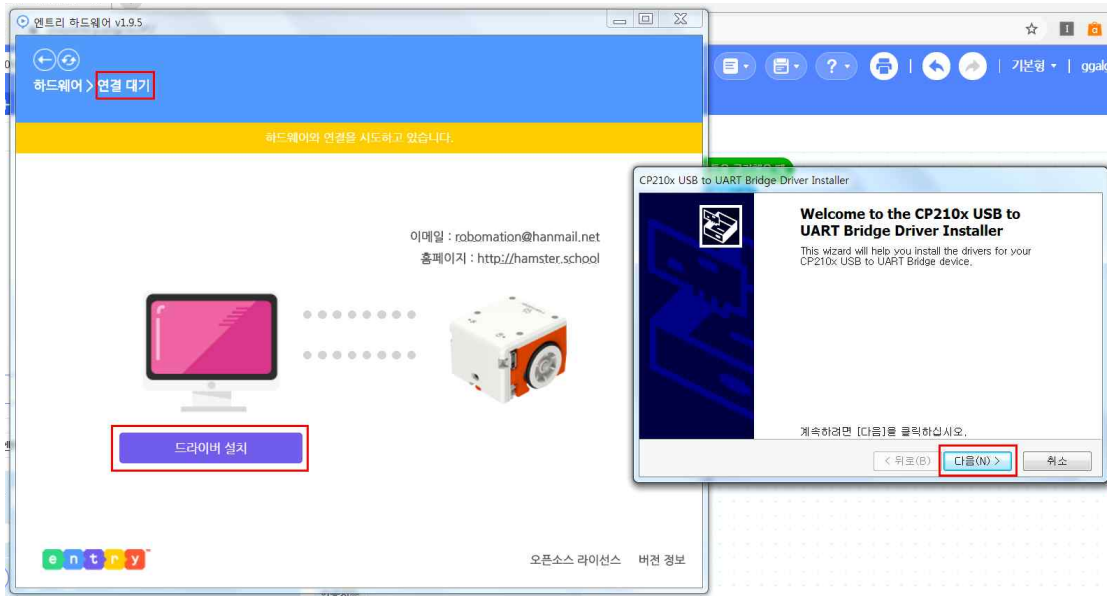 엔트리 하드웨어 v1.9.5
하드웨어 > 연결 대기
하드웨어와 연결을 시도하고 있습니다.
이메일 : robomation@hanmail.net
홈페이지 : http://hamster.school
드라이버 설치
entry
오픈소스 라이선스 버전 정보
기본형
CP210x USB to UART Bridge Driver Installer
Welcome to the CP210x USB to
UART Bridge Driver Installer
This wizard will help you install the drivers for your
CP210x USB to UART Bridge device.
계속하려면 [다음]을 클릭하십시오.
< 뒤로(B) 다음(N) > 취소